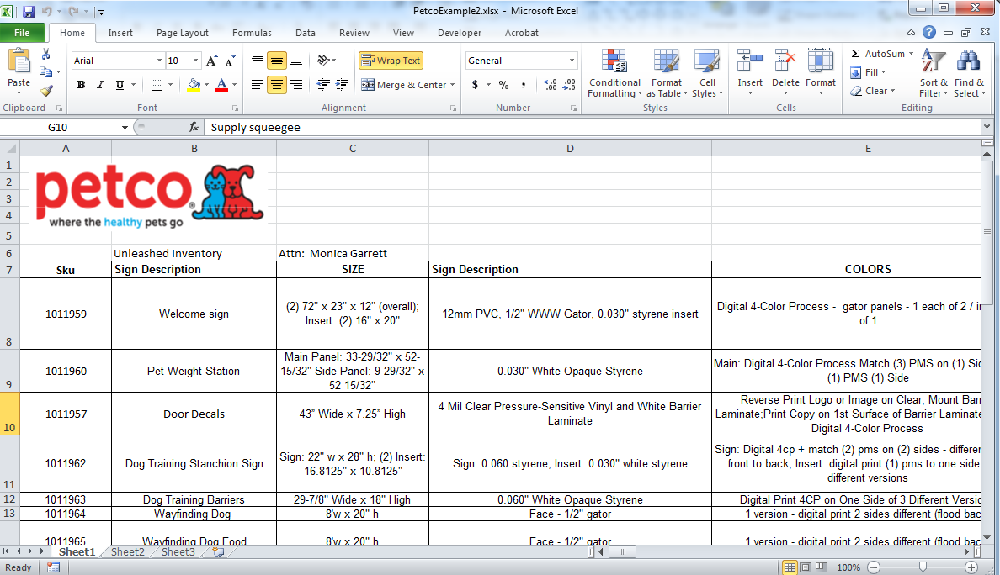 PetcoExample2.xlsx - Microsoft Excel
File Home Insert Page Layout Formulas Data Review View Developer Acrobat
Paste
Clipboard
Arial 10
B I U
Font
Wrap Text
Merge & Center
Alignment
General
$ % ,
Number
Conditional Formatting
Format as Table
Cell Styles
Styles
Insert Delete Format
Cells
Σ AutoSum
Fill
Clear
Sort & Filter
Find & Select
Editing
G10 fx Supply squeegee
A B C D E
1
2
3
4
5
petco®
where the healthy pets go
6 Unleashed Inventory Attn: Monica Garrett
7 Sku Sign Description SIZE Sign Description COLORS
8 1011959 Welcome sign
(2) 72" x 23" x 12" (overall);
Insert (2) 16" x 20"
12mm PVC, 1/2" WWW Gator, 0.030" styrene insert
Digital 4-Color Process - gator panels - 1 each of 2 /
of 1
9 1011960 Pet Weight Station
Main Panel: 33-29/32" x 52-
15/32" Side Panel: 9 29/32" x
52 15/32"
0.030" White Opaque Styrene
Main: Digital 4-Color Process Match (3) PMS on (1)
(1) PMS (1) Side
10 1011957 Door Decals
43” Wide x 7.25” High
4 Mil Clear Pressure-Sensitive Vinyl and White Barrier
Laminate
Reverse Print Logo or Image on Clear; Mount
Laminate;Print Copy on 1st Surface of Barrier Laminate
Digital 4-Color Process
11 1011962 Dog Training Stanchion Sign
Sign: 22" w x 28" h; (2) Insert:
16.8125" x 10.8125"
Sign: 0.060 styrene; Insert: 0.030" white styrene
Sign: Digital 4cp + match (2) pms on (2) sides -
front to back; Insert: digital print (1) pms to one side
different versions
12 1011963 Dog Training Barriers 29-7/8" Wide x 18" High 0.060" White Opaque Styrene Digital Print 4CP on One Side of 3 Different
13 1011964 Wayfinding Dog 8'w x 20" h Face - 1/2" gator 1 version - digital print 2 sides different (flood
1011965 Wayfinding Dog Food 8'w x 20" h Face - 1/2" gator 1 version - digital print 2 sides different (flood
Sheet1 Sheet2 Sheet3
Ready 100%